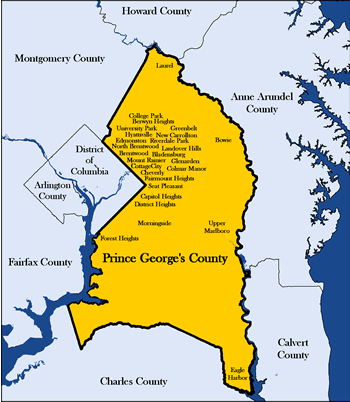 Howard County
Montgomery County
Laurel
Anne Arundel
County
College Park
Berwyn Heights
University Park Greenbelt
Hyattsville New Carrollton
Edmonston Riverdale Park
Bowie
North Brentwood Landover Hills
Brentwood Bladensburg
Mount Rainier Glenarden
Cottage City Colmar Manor
Cheverly
Fairmount Heights
Seat Pleasant
District
of
Columbia
Arlington
County
Capitol Heights
District Heights
Morningside
Upper
Marlboro
Forest Heights
Fairfax County
Prince George's County
Calvert
County
Eagle
Harbor
Charles County